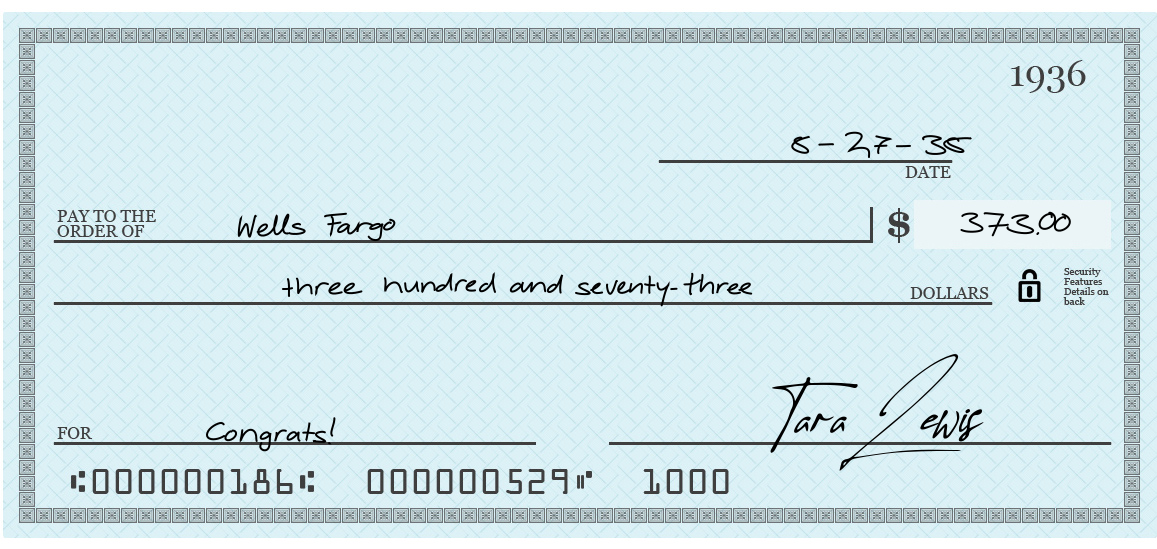 1936
8-27-35
DATE
PAY TO THE
ORDER OF Wells Fargo $ 373.00
three hundred and seventy-three DOLLARS
Security
Features
Details on
back
FOR Congrats! Tara Lewis
⑆000000186⑆ 000000529⑈ 1000